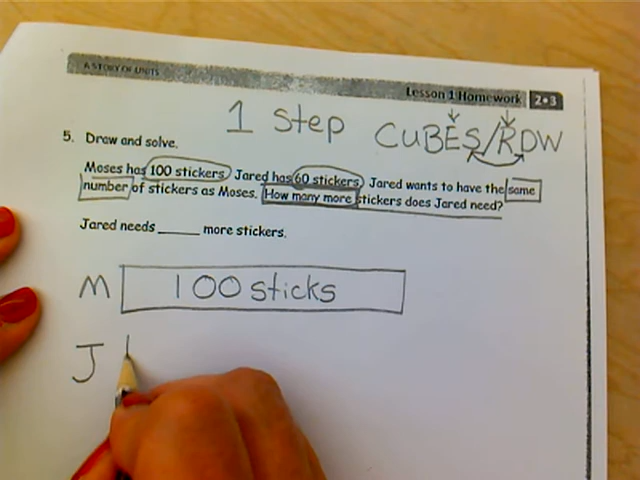 A STORY OF UNITS
Lesson 1 Homework 2•3
1 Step CUBES/RDW
5. Draw and solve.
Moses has 100 stickers. Jared has 60 stickers. Jared wants to have the same
number of stickers as Moses. How many more stickers does Jared need?
Jared needs ______ more stickers.
M 100 sticks
J